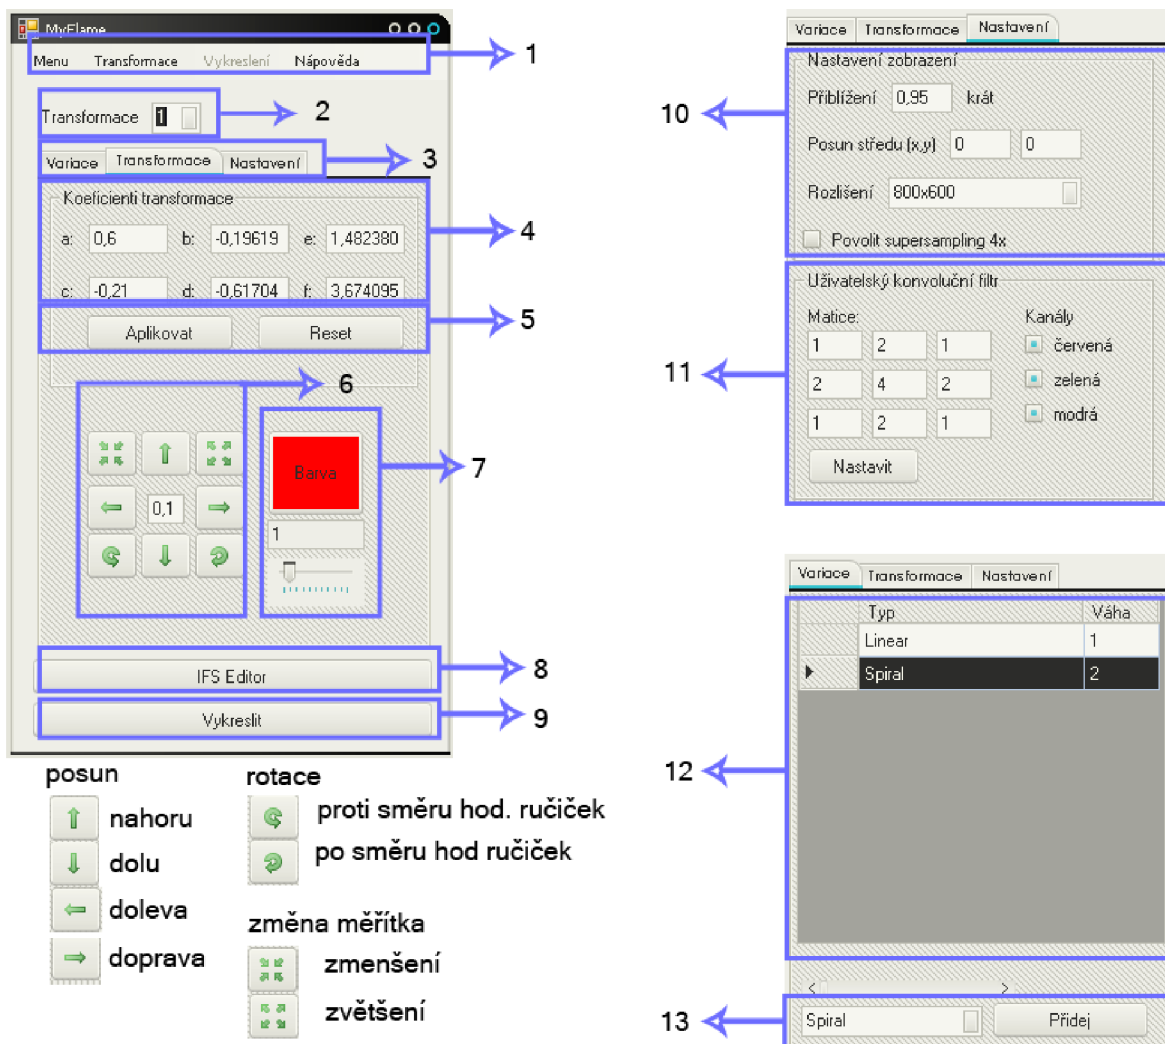 MyFlame
Menu Transformace Vykreslení Nápověda
1
Transformace 1
2
Variace Transformace Nastavení
3
Koeficienti transformace
a: 0,6 b: -0,19619 e: 1,482380
c: -0,21 d: -0,61704 f: 3,674095
4
Aplikovat Reset
5
6
0,1
Barva
1
7
IFS Editor
8
Vykreslit
9
posun
nahoru
dolu
doleva
doprava
rotace
proti směru hod. ručiček
po směru hod ručiček
změna měřítka
zmenšení
zvětšení
Variace Transformace Nastavení
Nastavení zobrazení
Přiblížení 0,95 krát
Posun středu (x,y) 0 0
Rozlišení 800x600
Povolit supersampling 4x
10
Uživatelský konvoluční filtr
Matice: Kanály
1 2 1 červená
2 4 2 zelená
1 2 1 modrá
Nastavit
11
Variace Transformace Nastavení
Typ Váha
Linear 1
Spiral 2
12
Spiral Přidej
13